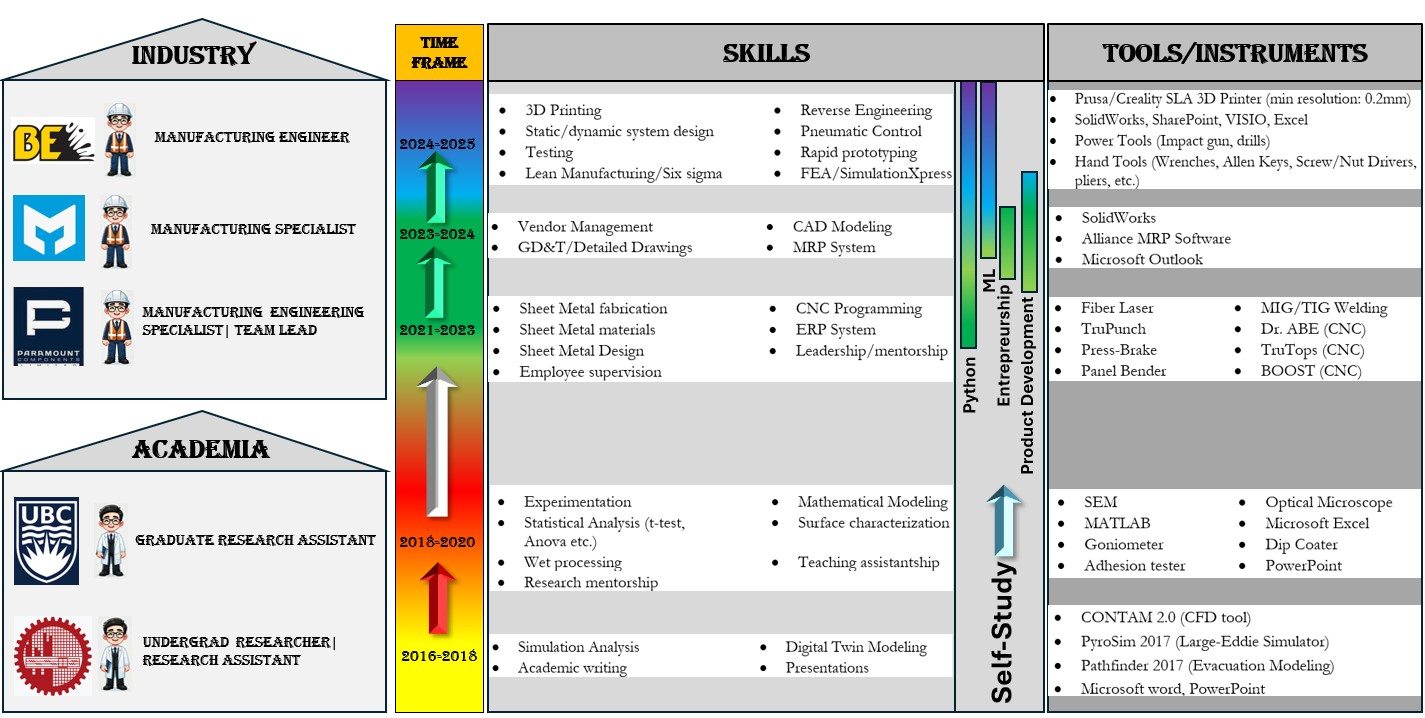 INDUSTRY
BE
MANUFACTURING ENGINEER
MANUFACTURING SPECIALIST
PARAMOUNT
COMPONENTS
LIMITED
MANUFACTURING ENGINEERING
SPECIALIST| TEAM LEAD
ACADEMIA
UBC
GRADUATE RESEARCH ASSISTANT
UNDERGRAD RESEARCHER|
RESEARCH ASSISTANT
TIME
FRAME
2024-2025
2023-2024
2021-2023
2018-2020
2016-2018
SKILLS
• 3D Printing
• Static/dynamic system design
• Testing
• Lean Manufacturing/Six sigma
• Reverse Engineering
• Pneumatic Control
• Rapid prototyping
• FEA/SimulationXpress
• Vendor Management
• GD&T/Detailed Drawings
• CAD Modeling
• MRP System
• Sheet Metal fabrication
• Sheet Metal materials
• Sheet Metal Design
• Employee supervision
• CNC Programming
• ERP System
• Leadership/mentorship
• Experimentation
• Statistical Analysis (t-test,
Anova etc.)
• Wet processing
• Research mentorship
• Mathematical Modeling
• Surface characterization
• Teaching assistantship
• Simulation Analysis
• Academic writing
• Digital Twin Modeling
• Presentations
Python
ML
Entrepreurship
Product Development
Self-Study
TOOLS/INSTRUMENTS
• Prusa/Creality SLA 3D Printer (min resolution: 0.2mm)
• SolidWorks, SharePoint, VISIO, Excel
• Power Tools (Impact gun, drills)
• Hand Tools (Wrenches, Allen Keys, Screw/Nut Drivers,
pliers, etc.)
• SolidWorks
• Alliance MRP Software
• Microsoft Outlook
• Fiber Laser
• TruPunch
• Press-Brake
• Panel Bender
• MIG/TIG Welding
• Dr. ABE (CNC)
• TruTops (CNC)
• BOOST (CNC)
• SEM
• MATLAB
• Goniometer
• Adhesion tester
• Optical Microscope
• Microsoft Excel
• Dip Coater
• PowerPoint
• CONTAM 2.0 (CFD tool)
• PyroSim 2017 (Large-Eddie Simulator)
• Pathfinder 2017 (Evacuation Modeling)
• Microsoft word, PowerPoint